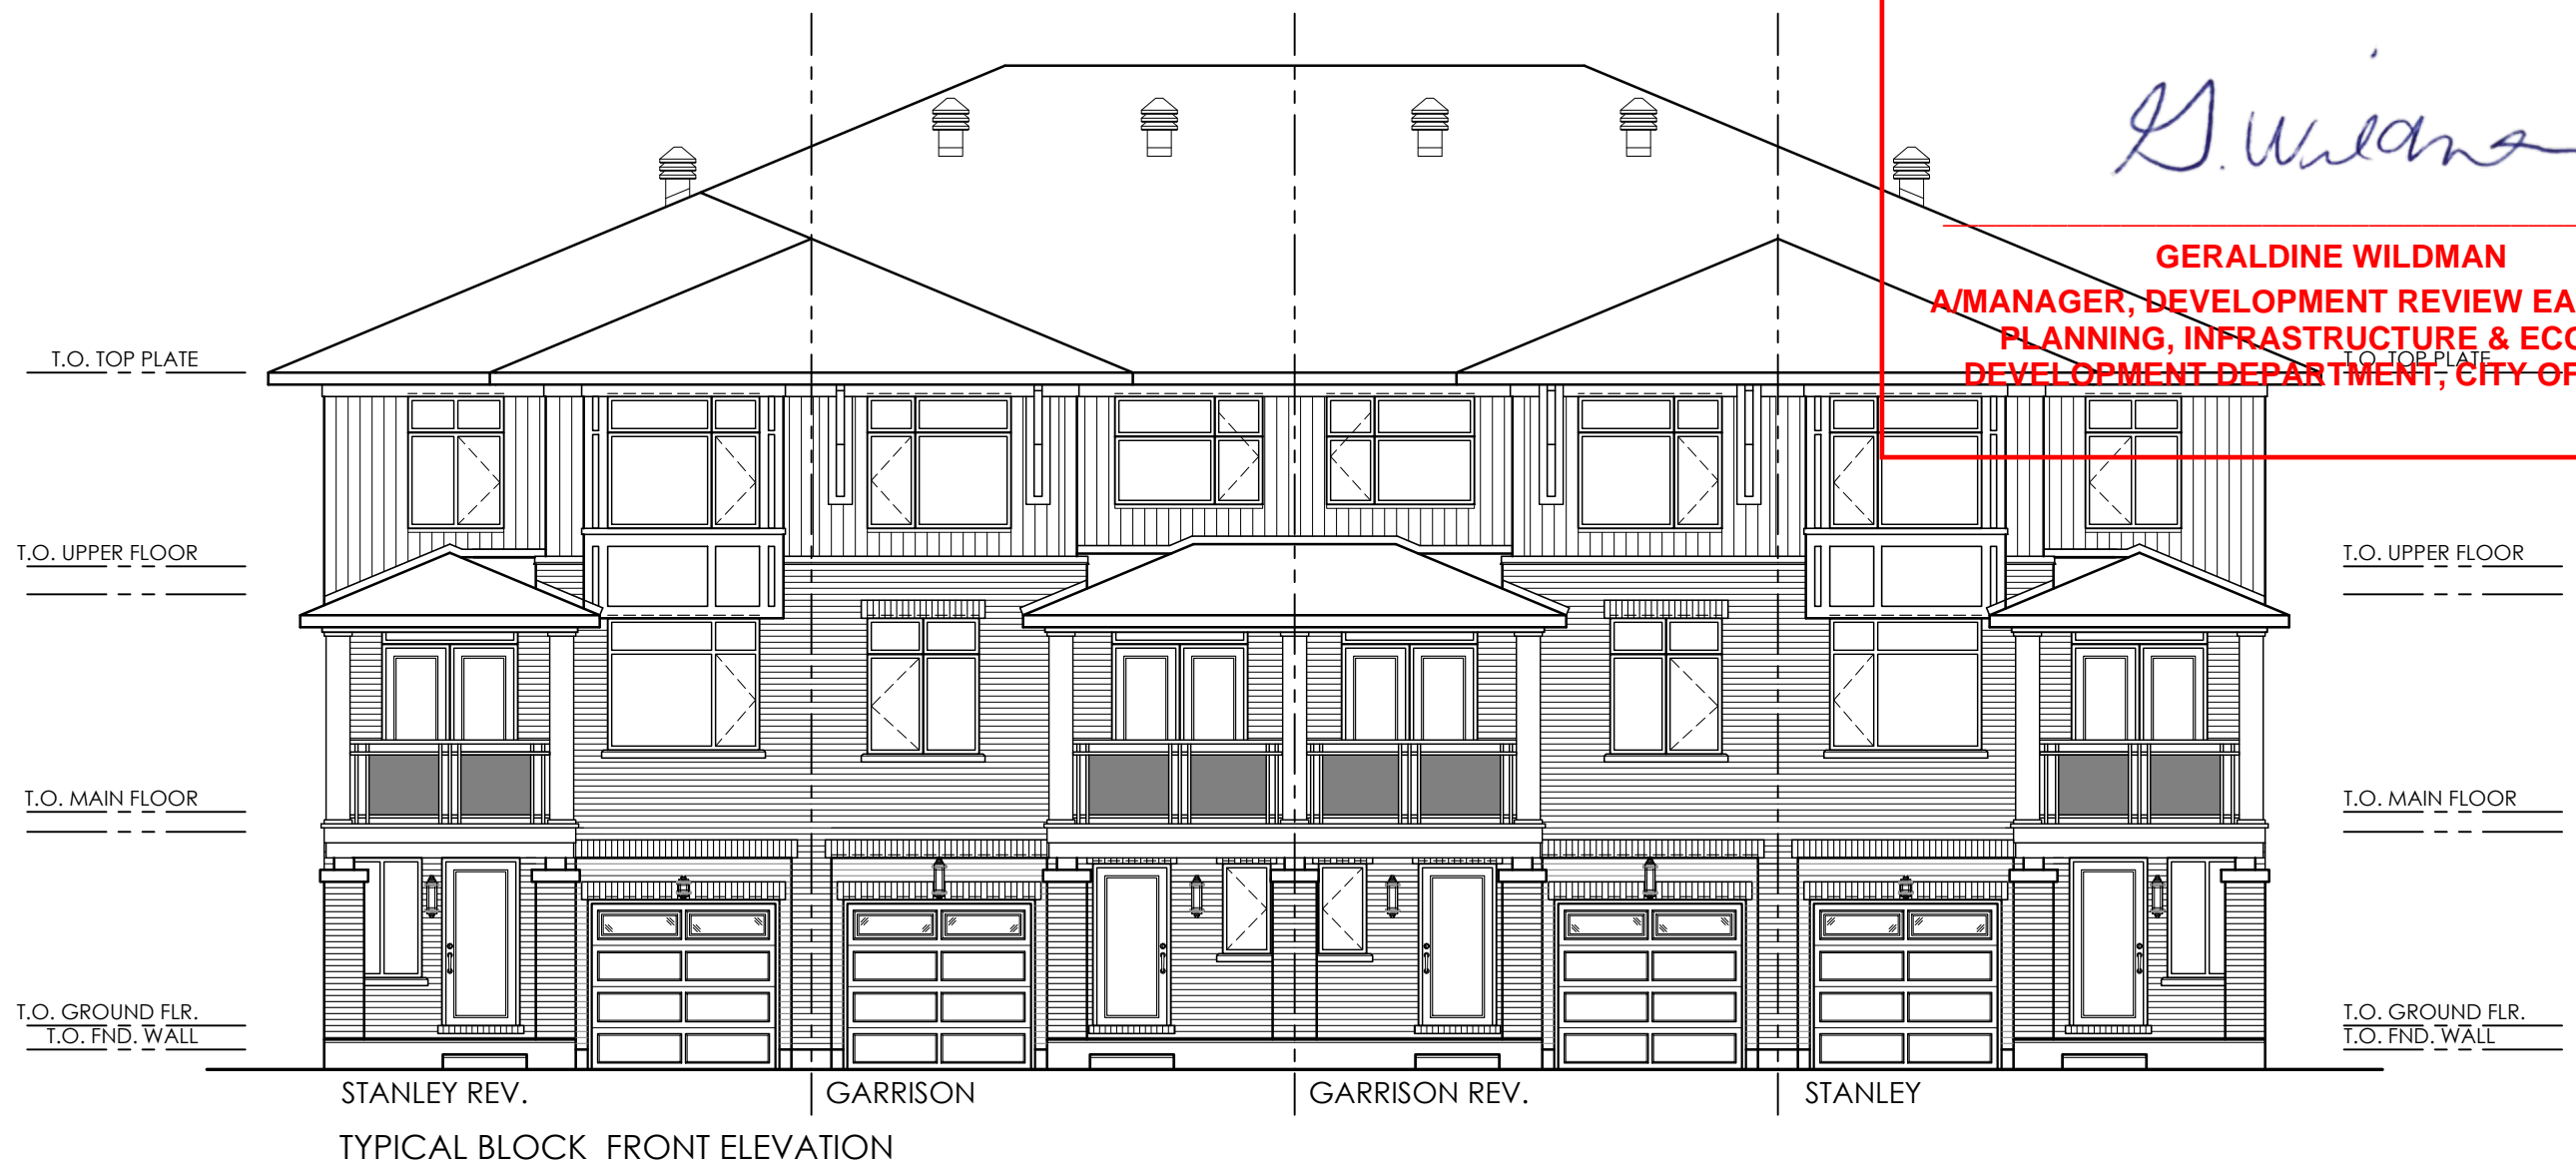 G. Wildma
GERALDINE WILDMAN
A/MANAGER, DEVELOPMENT REVIEW EA
PLANNING, INFRASTRUCTURE & ECO
DEVELOPMENT DEPARTMENT, CITY OF
T.O. TOP PLATE
T.O. TOP PLATE
T.O. UPPER FLOOR
T.O. UPPER FLOOR
T.O. MAIN FLOOR
T.O. MAIN FLOOR
T.O. GROUND FLR.
T.O. FND. WALL
T.O. GROUND FLR.
T.O. FND. WALL
STANLEY REV.
GARRISON
GARRISON REV.
STANLEY
TYPICAL BLOCK FRONT ELEVATION